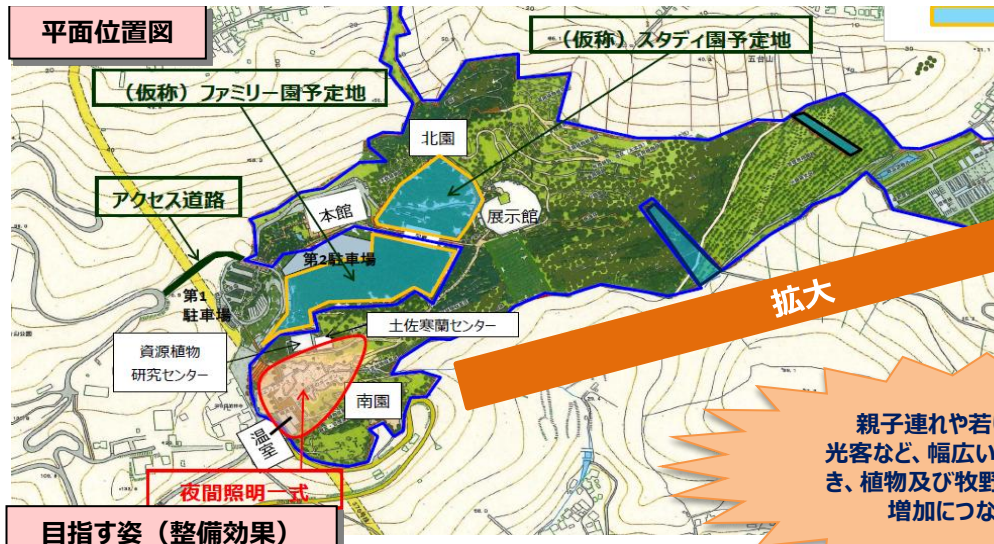 平面位置図
(仮称)スタディ園予定地
(仮称)ファミリー園予定地
五台山
北園
アクセス道路
本館
展示館
第2駐車場
第1
駐車場
拡大
土佐寒蘭センター
資源植物
研究センター
南園
温室
夜間照明一式
親子連れや若
光客など、幅広い
き、植物及び牧野
増加につな
目指す姿(整備効果)